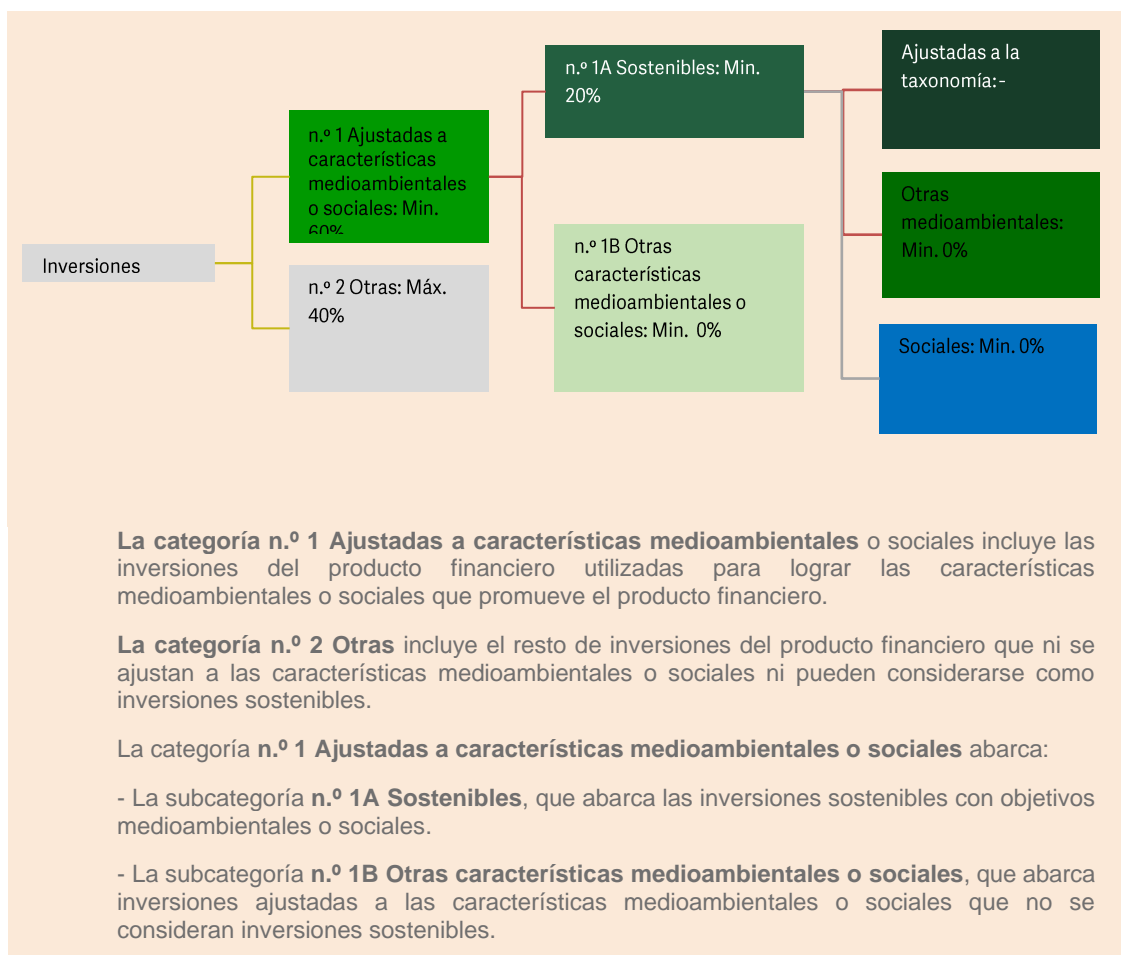 Inversiones
n.º 1 Ajustadas a
características
medioambientales
o sociales: Min.
60%
n.º 2 Otras: Máx.
40%
n.º 1A Sostenibles: Min.
20%
n.º 1B Otras
características
medioambientales o
sociales: Min. 0%
Ajustadas a la
taxonomía:-
Otras
medioambientales:
Min. 0%
Sociales: Min. 0%
La categoría n.º 1 Ajustadas a características medioambientales o sociales incluye las
inversiones del producto financiero utilizadas para lograr las características
medioambientales o sociales que promueve el producto financiero.
La categoría n.º 2 Otras incluye el resto de inversiones del producto financiero que ni se
ajustan a las características medioambientales o sociales ni pueden considerarse como
inversiones sostenibles.
La categoría n.º 1 Ajustadas a características medioambientales o sociales abarca:
- La subcategoría n.º 1A Sostenibles, que abarca las inversiones sostenibles con objetivos
medioambientales o sociales.
- La subcategoría n.º 1B Otras características medioambientales o sociales, que abarca
inversiones ajustadas a las características medioambientales o sociales que no se
consideran inversiones sostenibles.